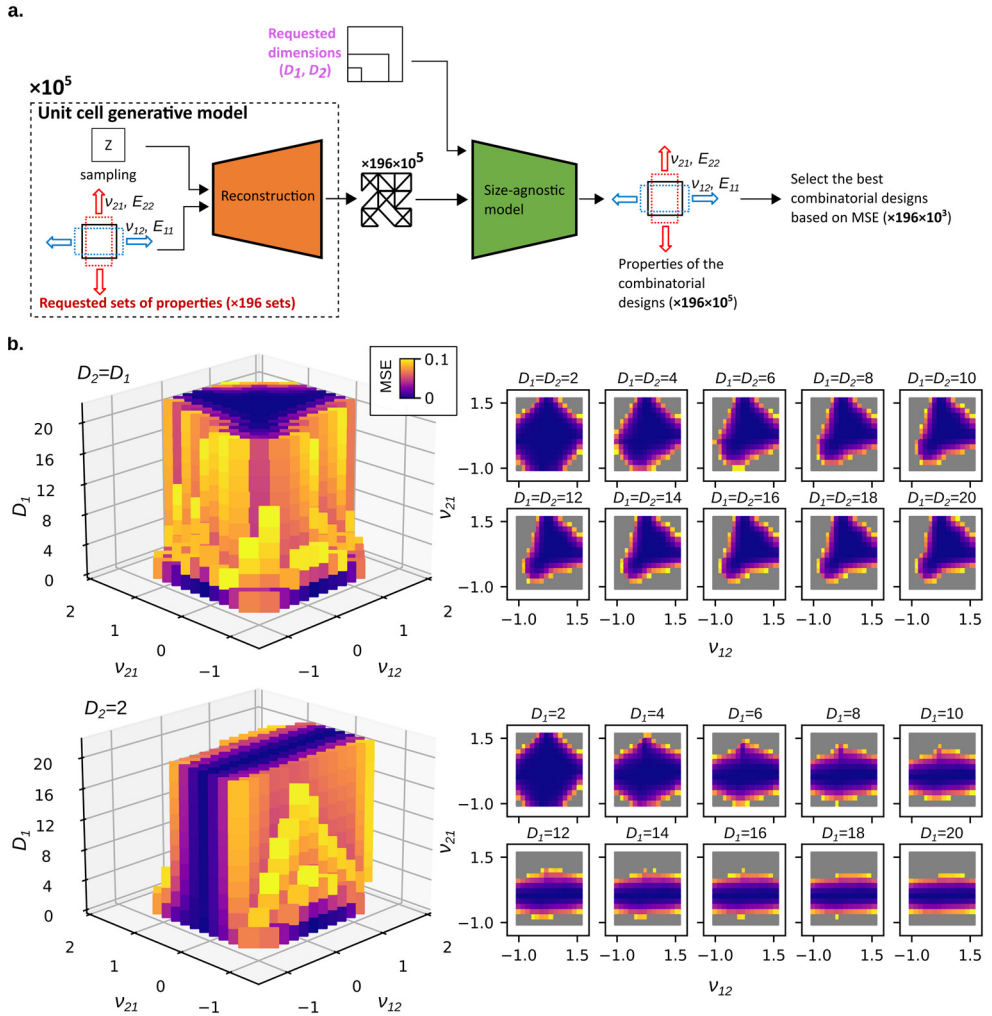 a.
Requested
dimensions
(D1, D2)
×10⁵
Unit cell generative model
Z
sampling
ν21, E22
ν12, E11
Requested sets of properties (×196 sets)
Reconstruction
×196×10⁵
Size-agnostic
model
ν21, E22
ν12, E11
Properties of the
combinatorial
designs (×196×10⁵)
Select the best
combinatorial designs
based on MSE (×196×10³)
b.
D2=D1
MSE
0.1
0
D1
20
16
12
8
4
0
2
1
0
−1
ν21
−1
0
1
2
ν12
D1=D2=2
D1=D2=4
D1=D2=6
D1=D2=8
D1=D2=10
1.5
−1.0
ν21
D1=D2=12
D1=D2=14
D1=D2=16
D1=D2=18
D1=D2=20
1.5
−1.0
−1.0 1.5
−1.0 1.5
−1.0 1.5
−1.0 1.5
−1.0 1.5
ν12
D2=2
D1
20
16
12
8
4
0
2
1
0
−1
ν21
−1
0
1
2
ν12
D1=2
D1=4
D1=6
D1=8
D1=10
1.5
−1.0
ν21
D1=12
D1=14
D1=16
D1=18
D1=20
1.5
−1.0
−1.0 1.5
−1.0 1.5
−1.0 1.5
−1.0 1.5
−1.0 1.5
ν12